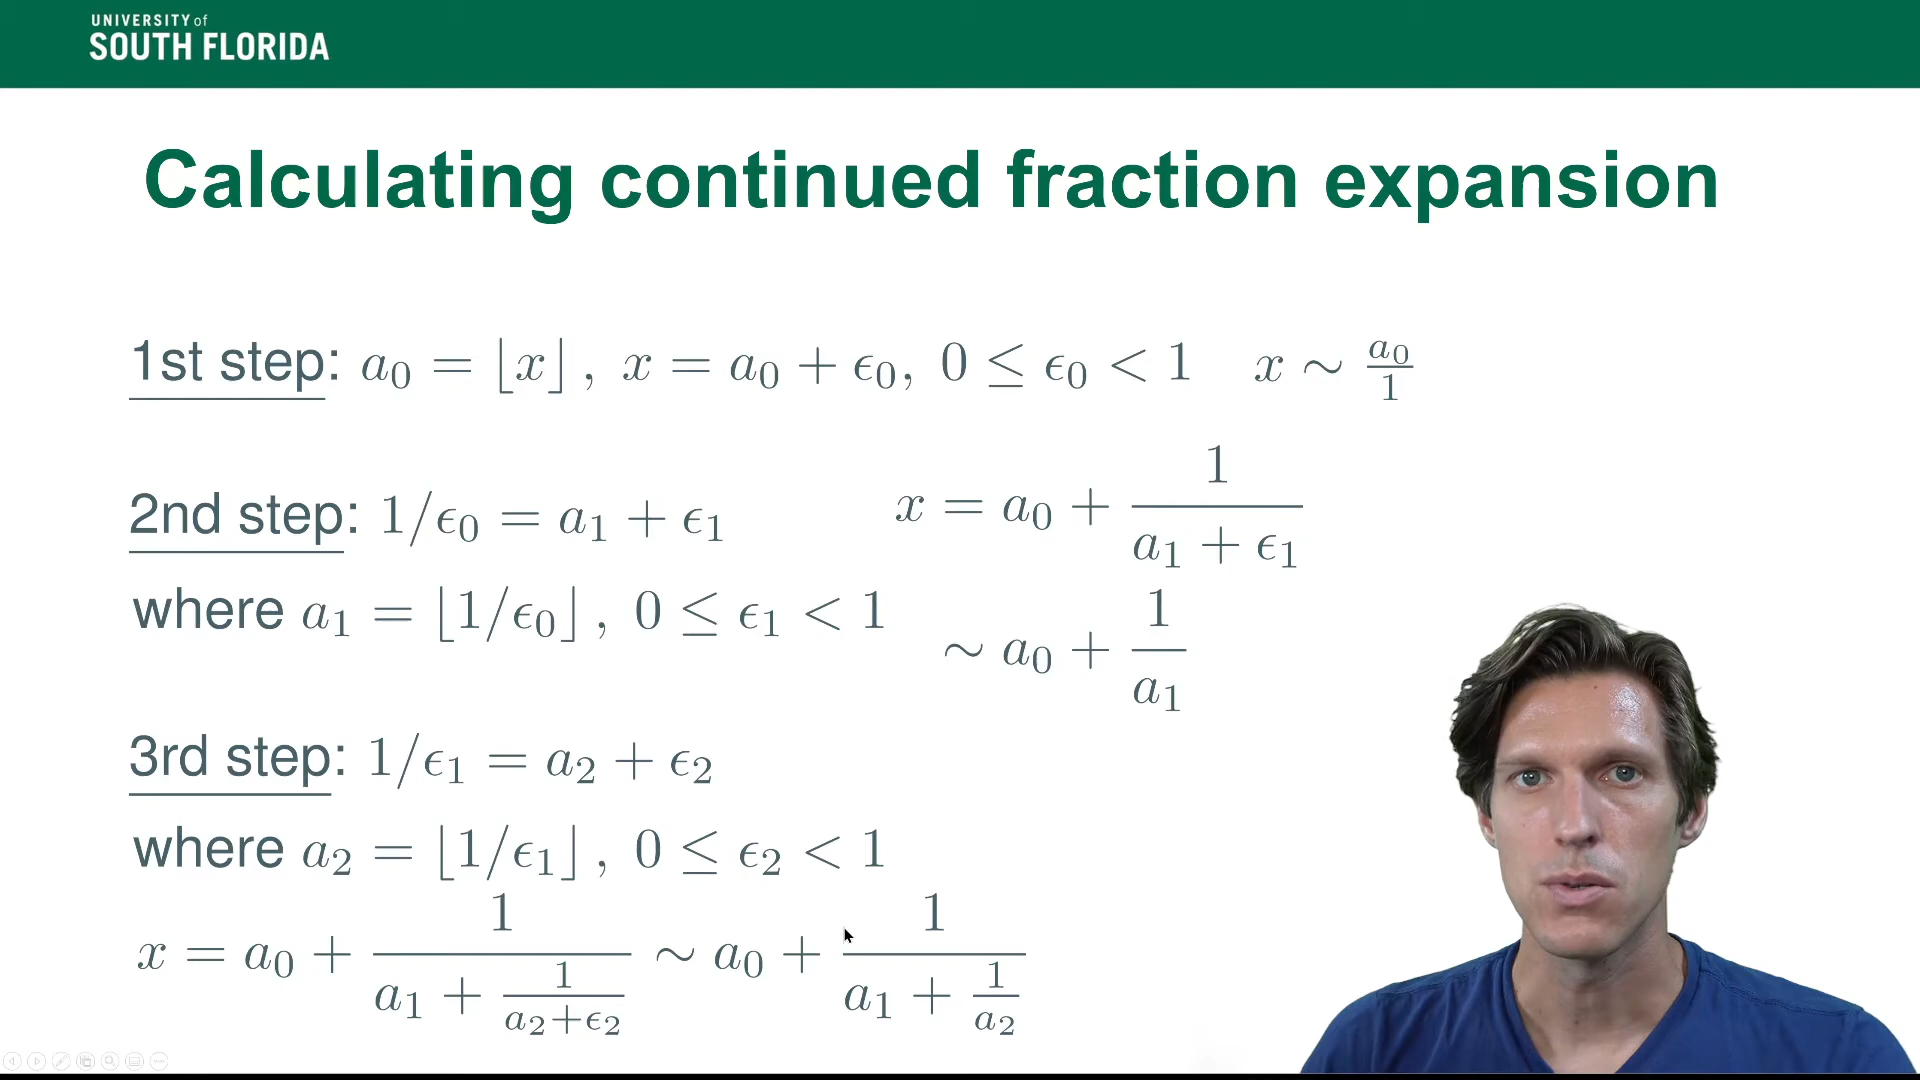 UNIVERSITY of
SOUTH FLORIDA
Calculating continued fraction expansion
1st step: a₀ = ⌊x⌋, x = a₀ + ϵ₀, 0 ≤ ϵ₀ < 1 x ∼ a₀/1
2nd step: 1/ϵ₀ = a₁ + ϵ₁ x = a₀ + 1/(a₁ + ϵ₁)
where a₁ = ⌊1/ϵ₀⌋, 0 ≤ ϵ₁ < 1 ∼ a₀ + 1/a₁
3rd step: 1/ϵ₁ = a₂ + ϵ₂
where a₂ = ⌊1/ϵ₁⌋, 0 ≤ ϵ₂ < 1
x = a₀ + 1/(a₁ + 1/(a₂+ϵ₂)) ∼ a₀ + 1/(a₁ + 1/a₂)